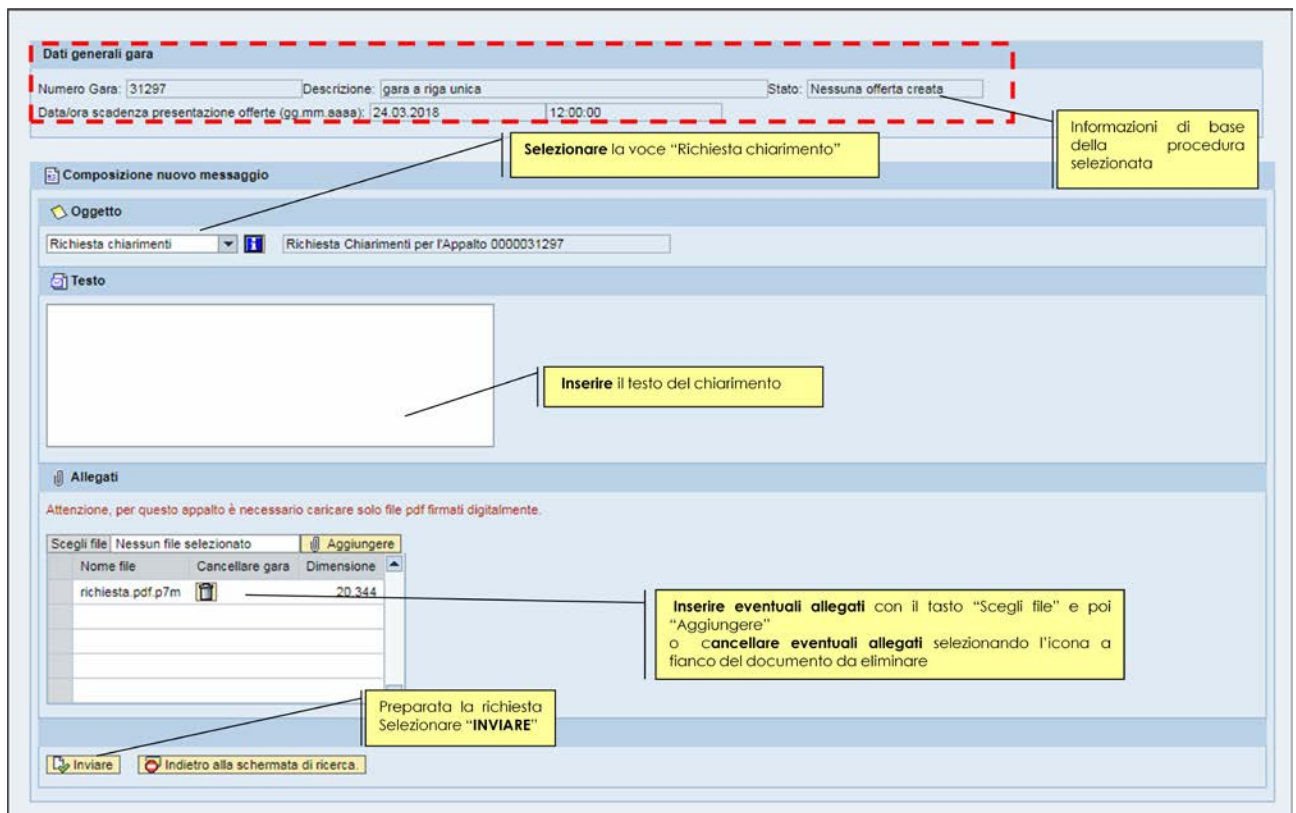 Dati generali gara
Numero Gara: 31297 Descrizione: gara a riga unica Stato: Nessuna offerta creata
Data/ora scadenza presentazione offerte (gg.mm.aaaa): 24.03.2018 12:00:00
Informazioni di base
della procedura
selezionata
Selezionare la voce “Richiesta chiarimento”
Composizione nuovo messaggio
Oggetto
Richiesta chiarimenti Richiesta Chiarimenti per l'Appalto 0000031297
Testo
Inserire il testo del chiarimento
Allegati
Attenzione, per questo appalto è necessario caricare solo file pdf firmati digitalmente.
Scegli file Nessun file selezionato Aggiungere
Nome file Cancellare gara Dimensione
richiesta.pdf.p7m 20.344
Inserire eventuali allegati con il tasto “Scegli file” e poi
“Aggiungere”
o cancellare eventuali allegati selezionando l’icona a
fianco del documento da eliminare
Preparata la richiesta
Selezionare “INVIARE”
Inviare Indietro alla schermata di ricerca.